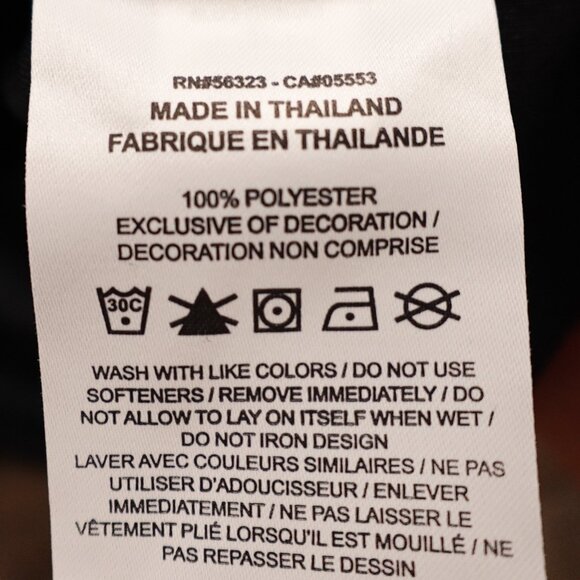 RN#56323 - CA#05553
MADE IN THAILAND
FABRIQUE EN THAILANDE
100% POLYESTER
EXCLUSIVE OF DECORATION /
DECORATION NON COMPRISE
30C
WASH WITH LIKE COLORS / DO NOT USE
SOFTENERS / REMOVE IMMEDIATELY / DO
NOT ALLOW TO LAY ON ITSELF WHEN WET /
DO NOT IRON DESIGN
LAVER AVEC COULEURS SIMILAIRES / NE PAS
UTILISER D'ADOUCISSEUR / ENLEVER
IMMEDIATEMENT / NE PAS LAISSER LE
VÊTEMENT PLIÉ LORSQU'IL EST MOUILLÉ / NE
PAS REPASSER LE DESSIN